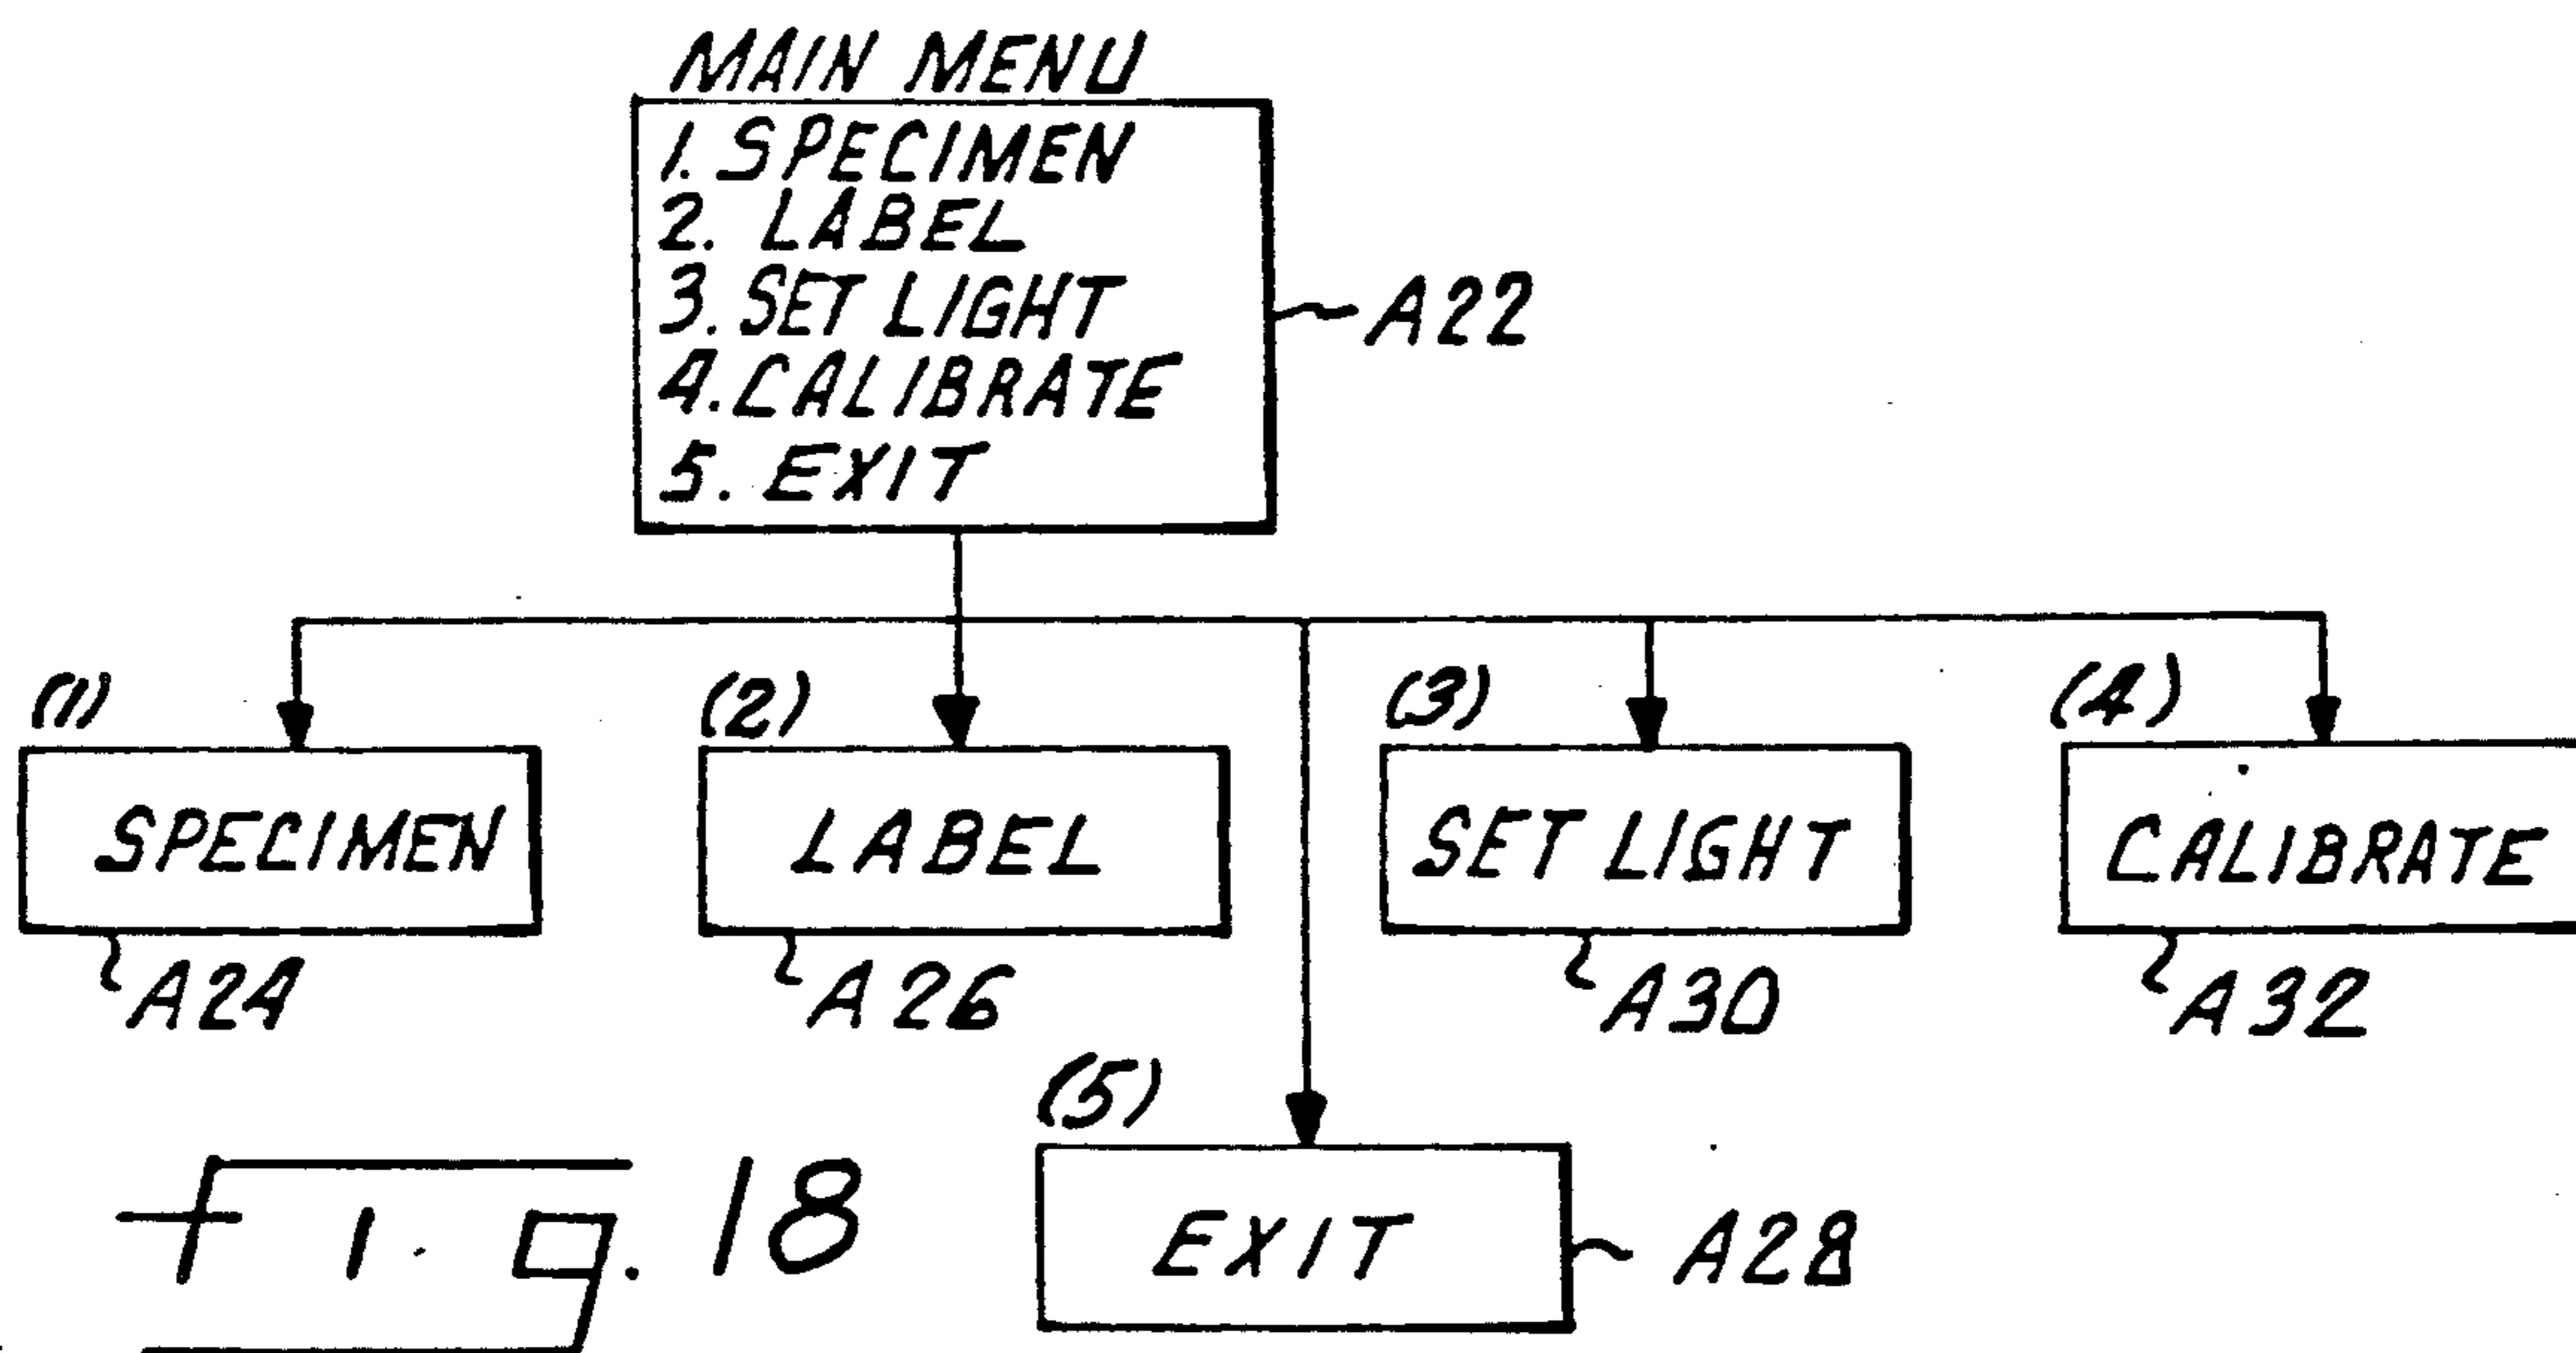 MAIN MENU
1. SPECIMEN
2. LABEL
3. SET LIGHT
4. CALIBRATE
5. EXIT
A22
(1)
SPECIMEN
A24
(2)
LABEL
A26
(3)
SET LIGHT
A30
(4)
CALIBRATE
A32
(5)
EXIT
A28
Fig. 18